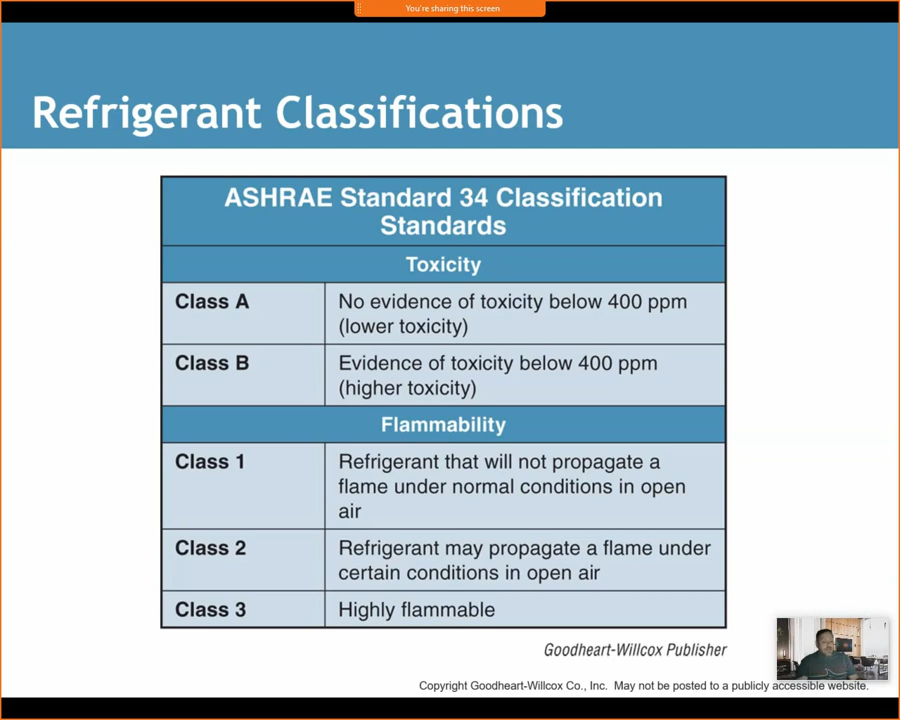 You're sharing this screen
Refrigerant Classifications
ASHRAE Standard 34 Classification
Standards
Toxicity
Class A
No evidence of toxicity below 400 ppm
(lower toxicity)
Class B
Evidence of toxicity below 400 ppm
(higher toxicity)
Flammability
Class 1
Refrigerant that will not propagate a
flame under normal conditions in open
air
Class 2
Refrigerant may propagate a flame under
certain conditions in open air
Class 3
Highly flammable
Goodheart-Willcox Publisher
Copyright Goodheart-Willcox Co., Inc. May not be posted to a publicly accessible website.